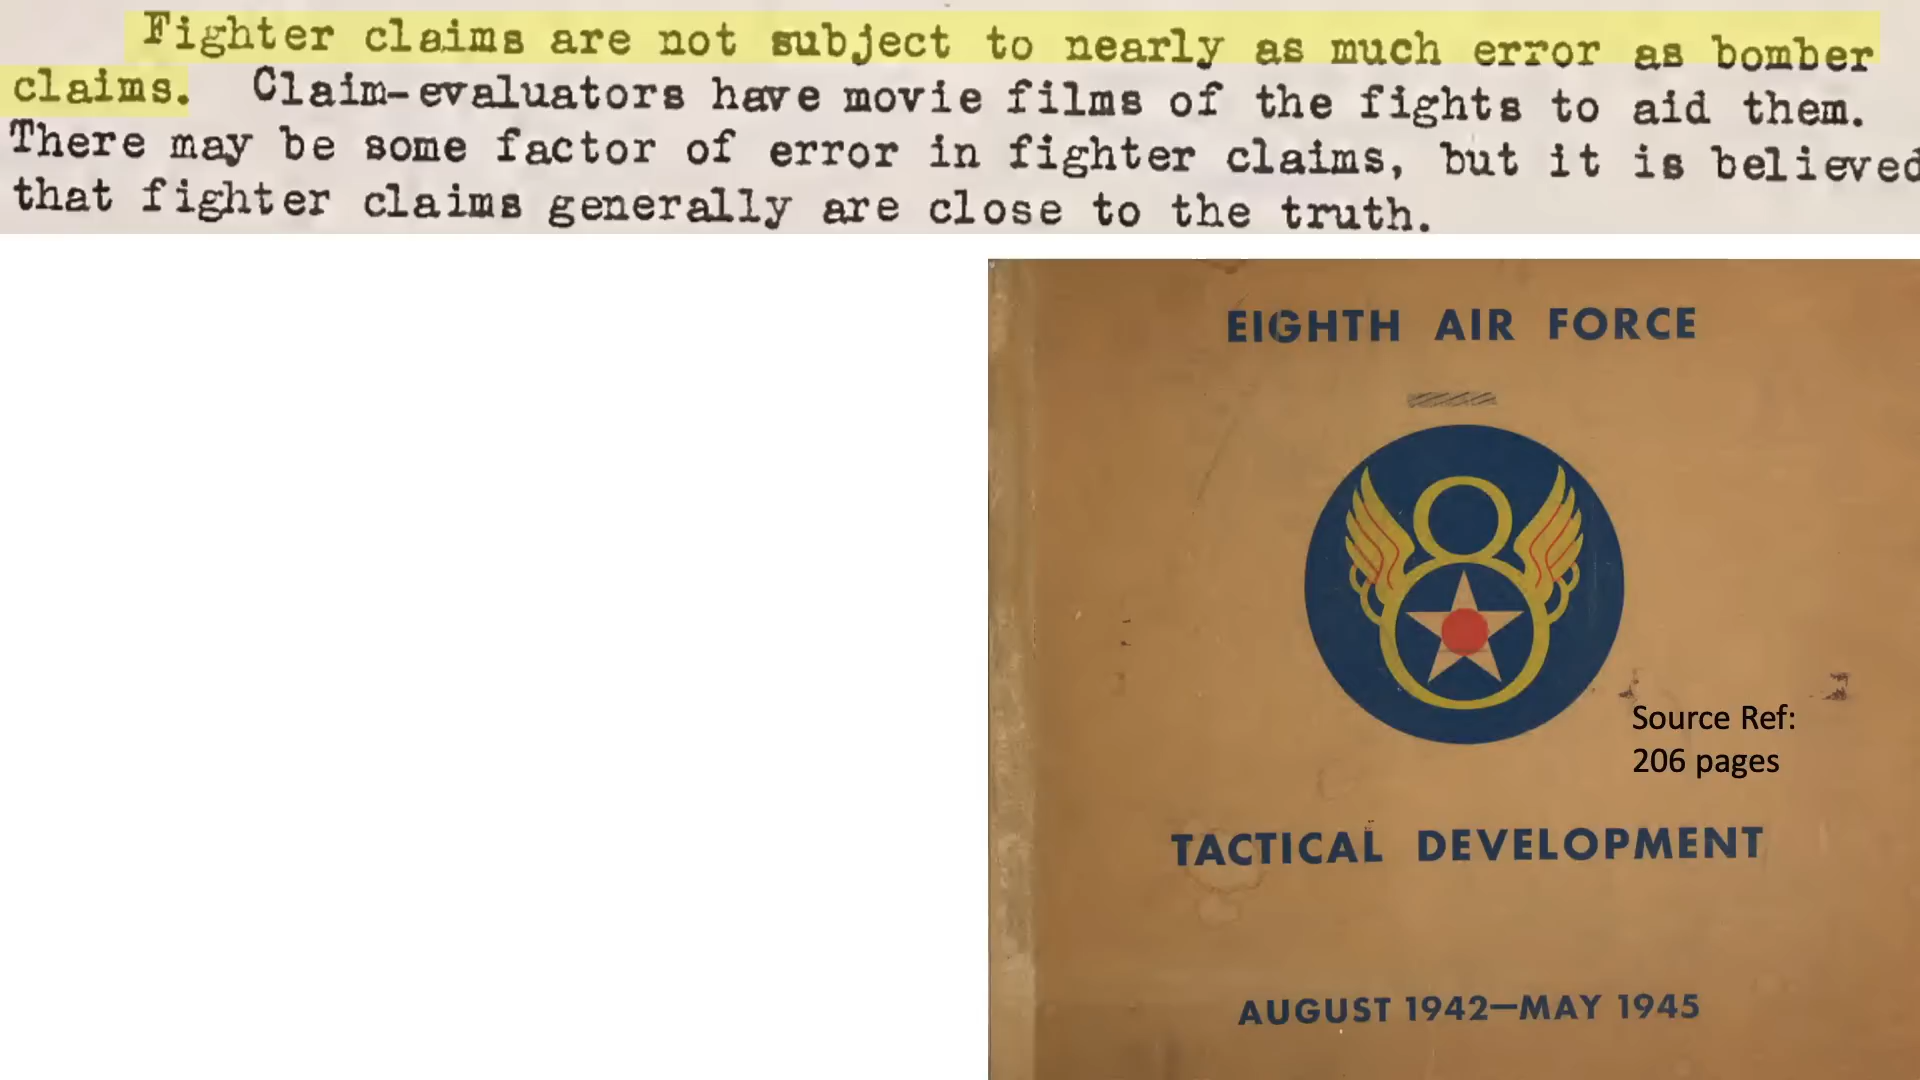 Fighter claims are not subject to nearly as much error as bomber
claims. Claim-evaluators have movie films of the fights to aid them.
There may be some factor of error in fighter claims, but it is believed
that fighter claims generally are close to the truth.
EIGHTH AIR FORCE
8
Source Ref:
206 pages
TACTICAL DEVELOPMENT
AUGUST 1942—MAY 1945